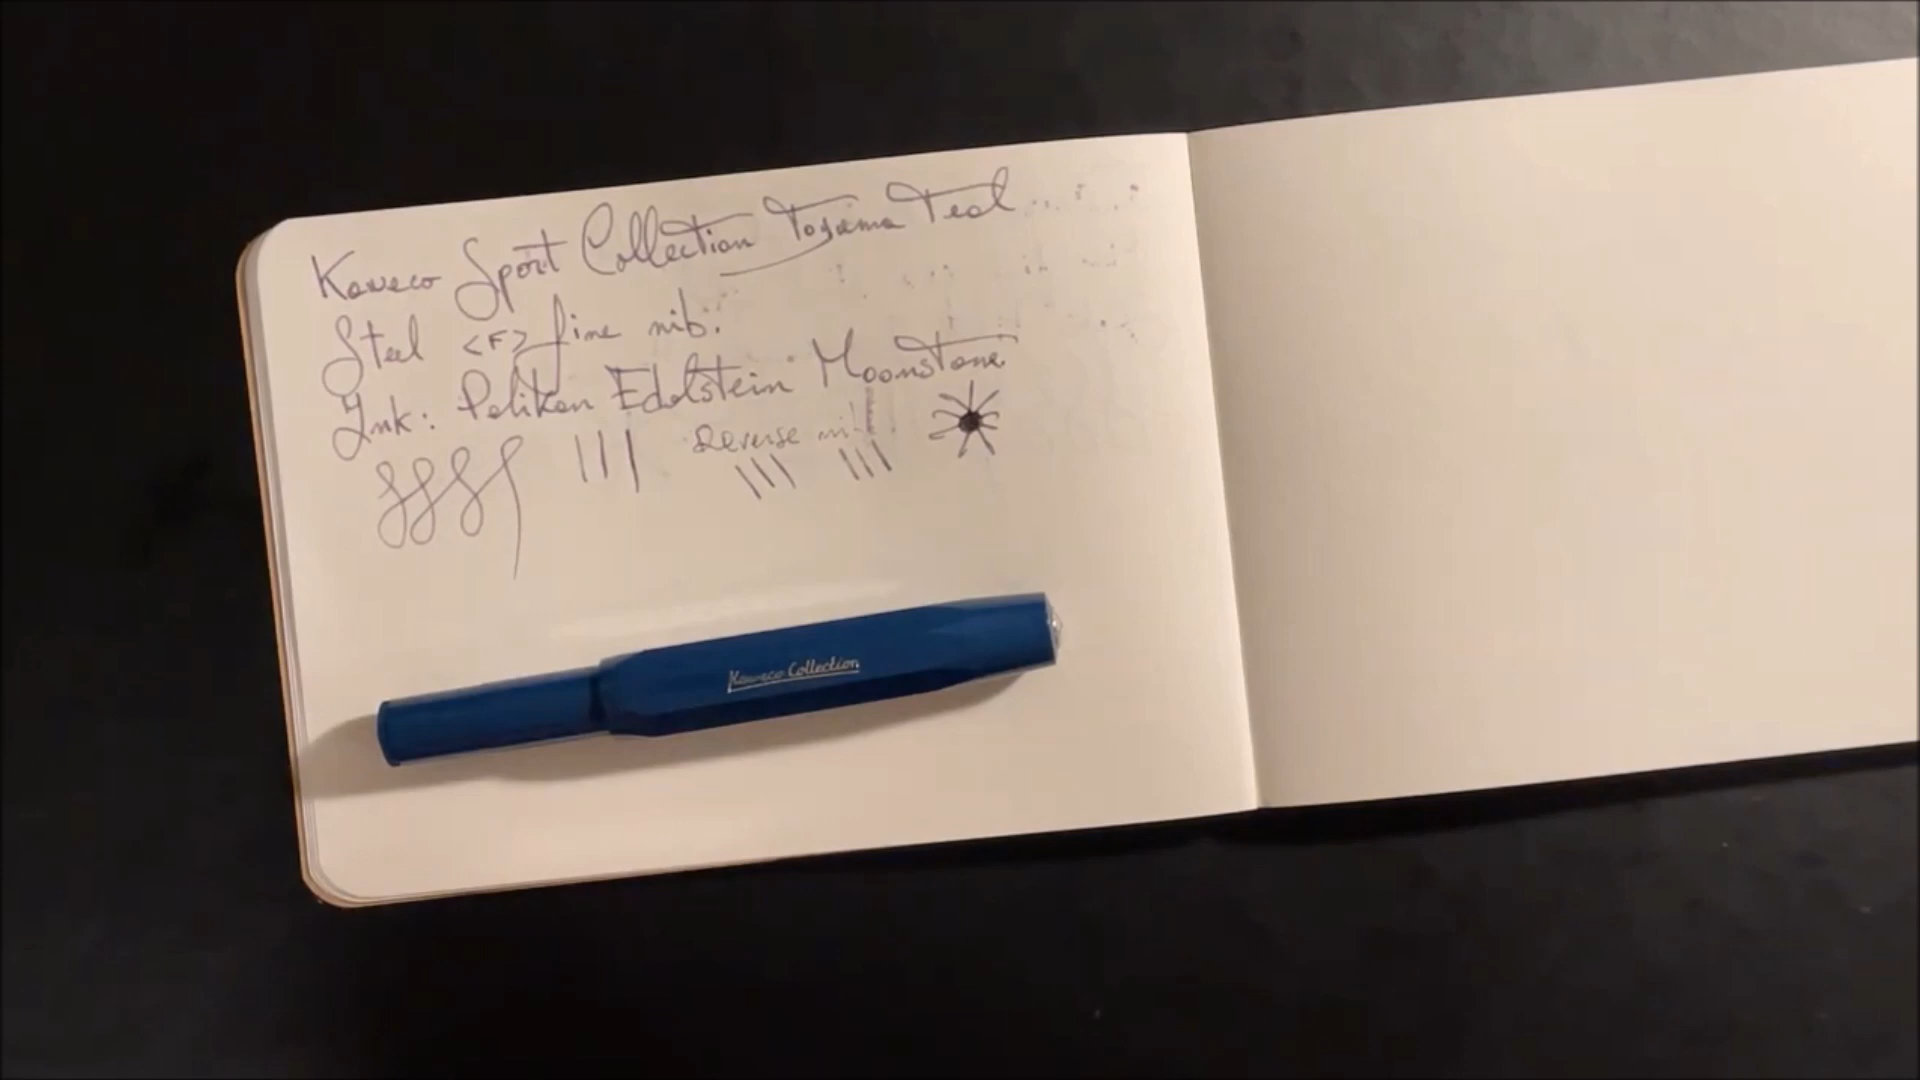 Kaweco Sport Collection Toyama Teal
Steel <F> fine nib.
Ink: Pelikan Edelstein Moonstone
Reverse
Kaweco Collection